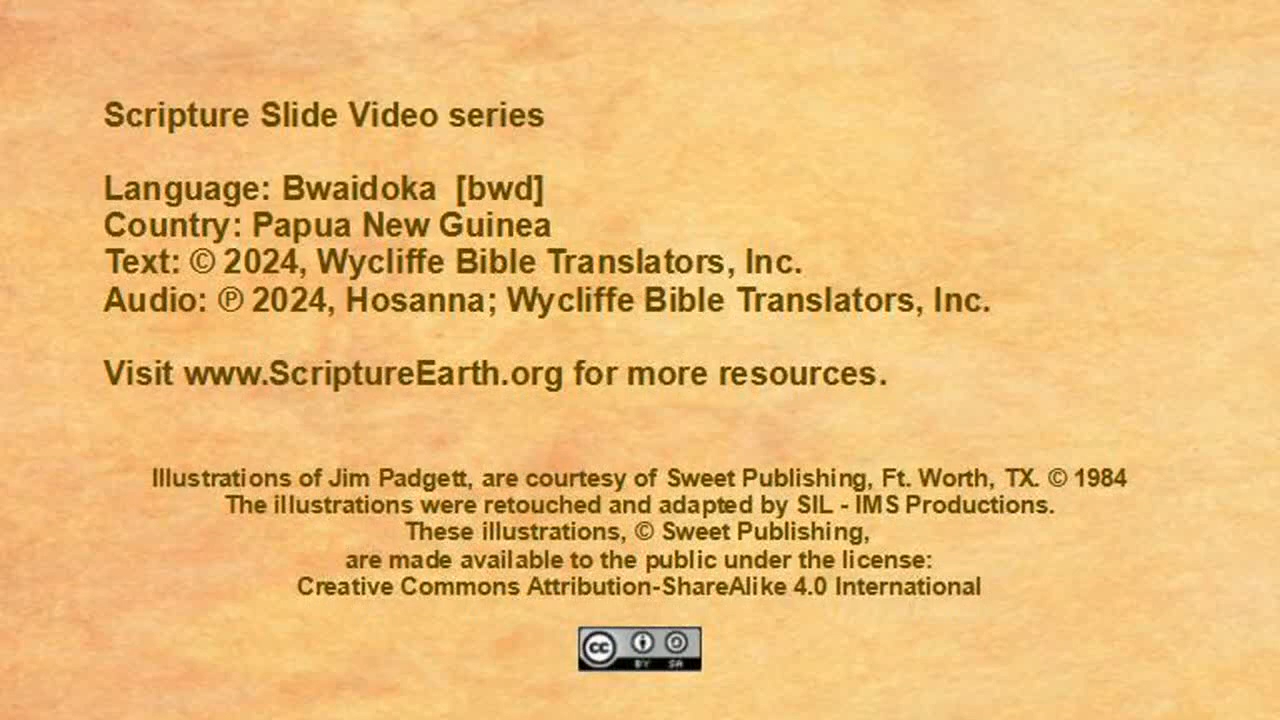 Scripture Slide Video series
Language: Bwaidoka [bwd]
Country: Papua New Guinea
Text: © 2024, Wycliffe Bible Translators, Inc.
Audio: ℗ 2024, Hosanna; Wycliffe Bible Translators, Inc.
Visit www.ScriptureEarth.org for more resources.
Illustrations of Jim Padgett, are courtesy of Sweet Publishing, Ft. Worth, TX. © 1984
The illustrations were retouched and adapted by SIL - IMS Productions.
These illustrations, © Sweet Publishing,
are made available to the public under the license:
Creative Commons Attribution-ShareAlike 4.0 International
cc BY SA